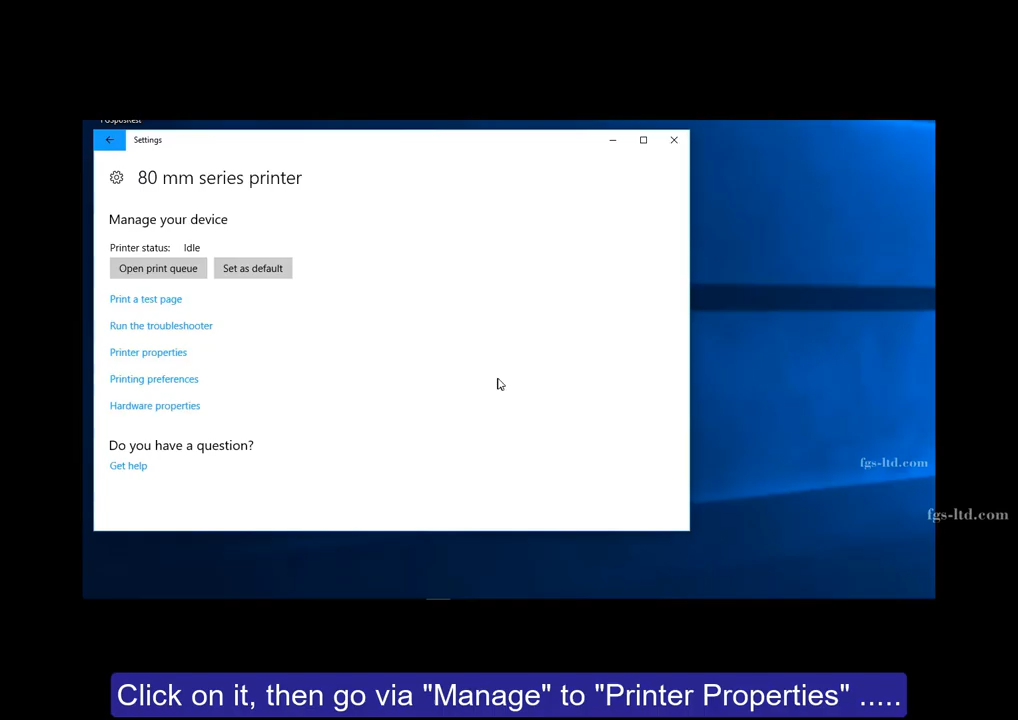 Settings
80 mm series printer
Manage your device
Printer status: Idle
Open print queue
Set as default
Print a test page
Run the troubleshooter
Printer properties
Printing preferences
Hardware properties
Do you have a question?
Get help
fgs-ltd.com
fgs-ltd.com
Click on it, then go via "Manage" to "Printer Properties" .....